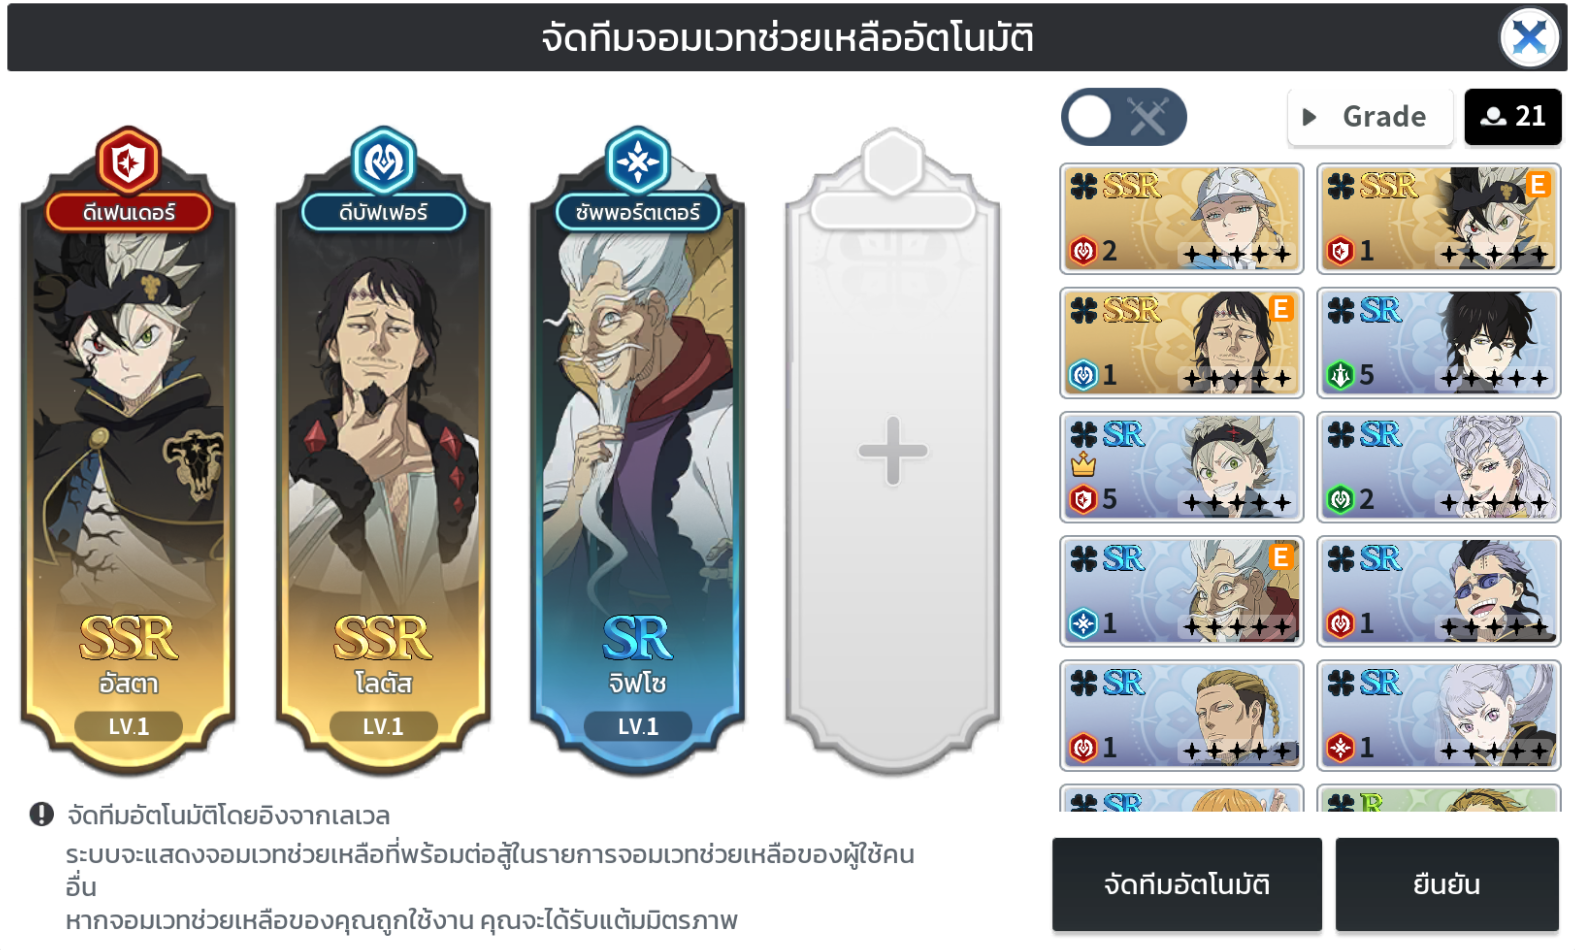 จัดทีมจอมเวทช่วยเหลืออัตโนมัติ
Grade
21
ดีเฟนเดอร์
ดีบัฟเฟอร์
ซัพพอร์ตเตอร์
SSR
อัสตา
LV.1
SSR
โลตัส
LV.1
SR
จิฟโซ
LV.1
SSR
2
SSR
E
1
SSR
E
1
SR
5
SR
5
SR
2
SR
E
1
SR
1
SR
1
SR
1
SR
R
จัดทีมอัตโนมัติโดยอิงจากเลเวล
ระบบจะแสดงจอมเวทช่วยเหลือที่พร้อมต่อสู้ในรายการจอมเวทช่วยเหลือของผู้ใช้คน
อื่น
หากจอมเวทช่วยเหลือของคุณถูกใช้งาน คุณจะได้รับแต้มมิตรภาพ
จัดทีมอัตโนมัติ
ยืนยัน